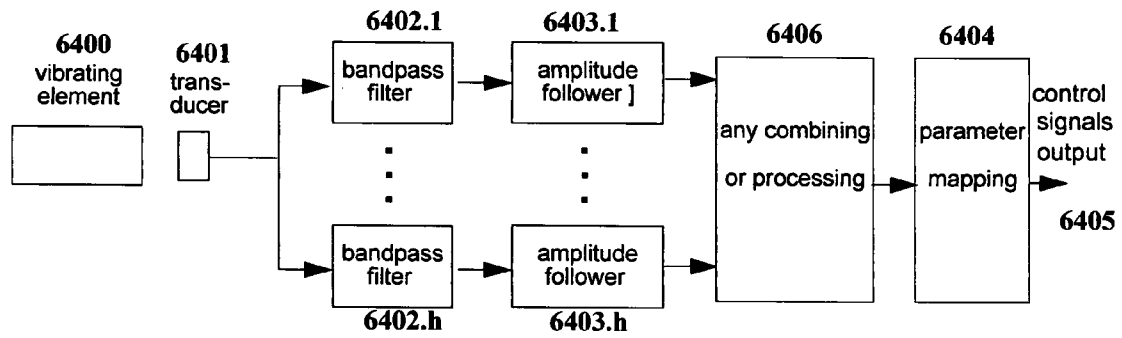 6400
vibrating
element
6401
trans-
ducer
6402.1
bandpass
filter
6403.1
amplitude
follower ]
bandpass
filter
6402.h
amplitude
follower
6403.h
6406
any combining
or processing
6404
parameter
mapping
control
signals
output
6405